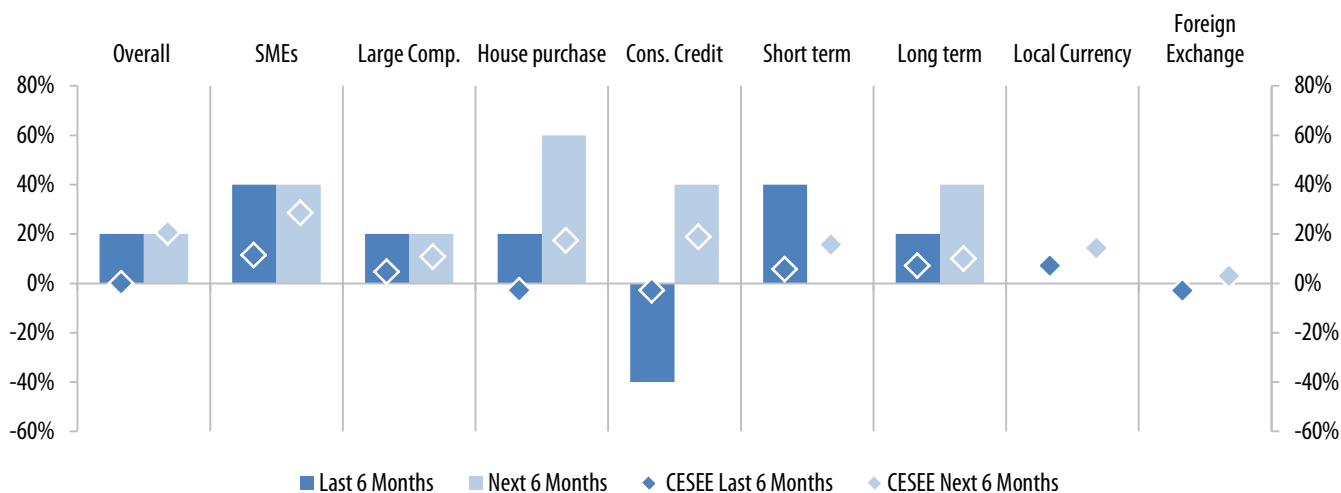 Foreign
Overall SMEs Large Comp. House purchase Cons. Credit Short term Long term Local Currency Exchange
80% 80%
60% 60%
40% 40%
20% 20%
0% 0%
-20% -20%
-40% -40%
-60% -60%
Last 6 Months Next 6 Months CESEE Last 6 Months CESEE Next 6 Months